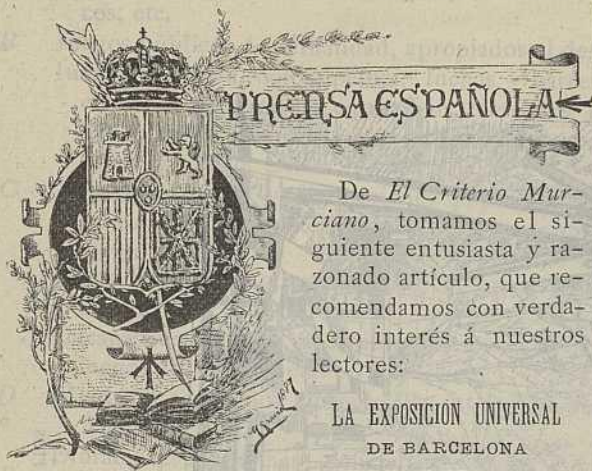 PRENSA ESPAÑOLA
De El Criterio Mur-
ciano, tomamos el si-
guiente entusiasta y ra-
zonado artículo, que re-
comendamos con verda-
dero interés á nuestros
lectores:
LA EXPOSICIÓN UNIVERSAL
DE BARCELONA